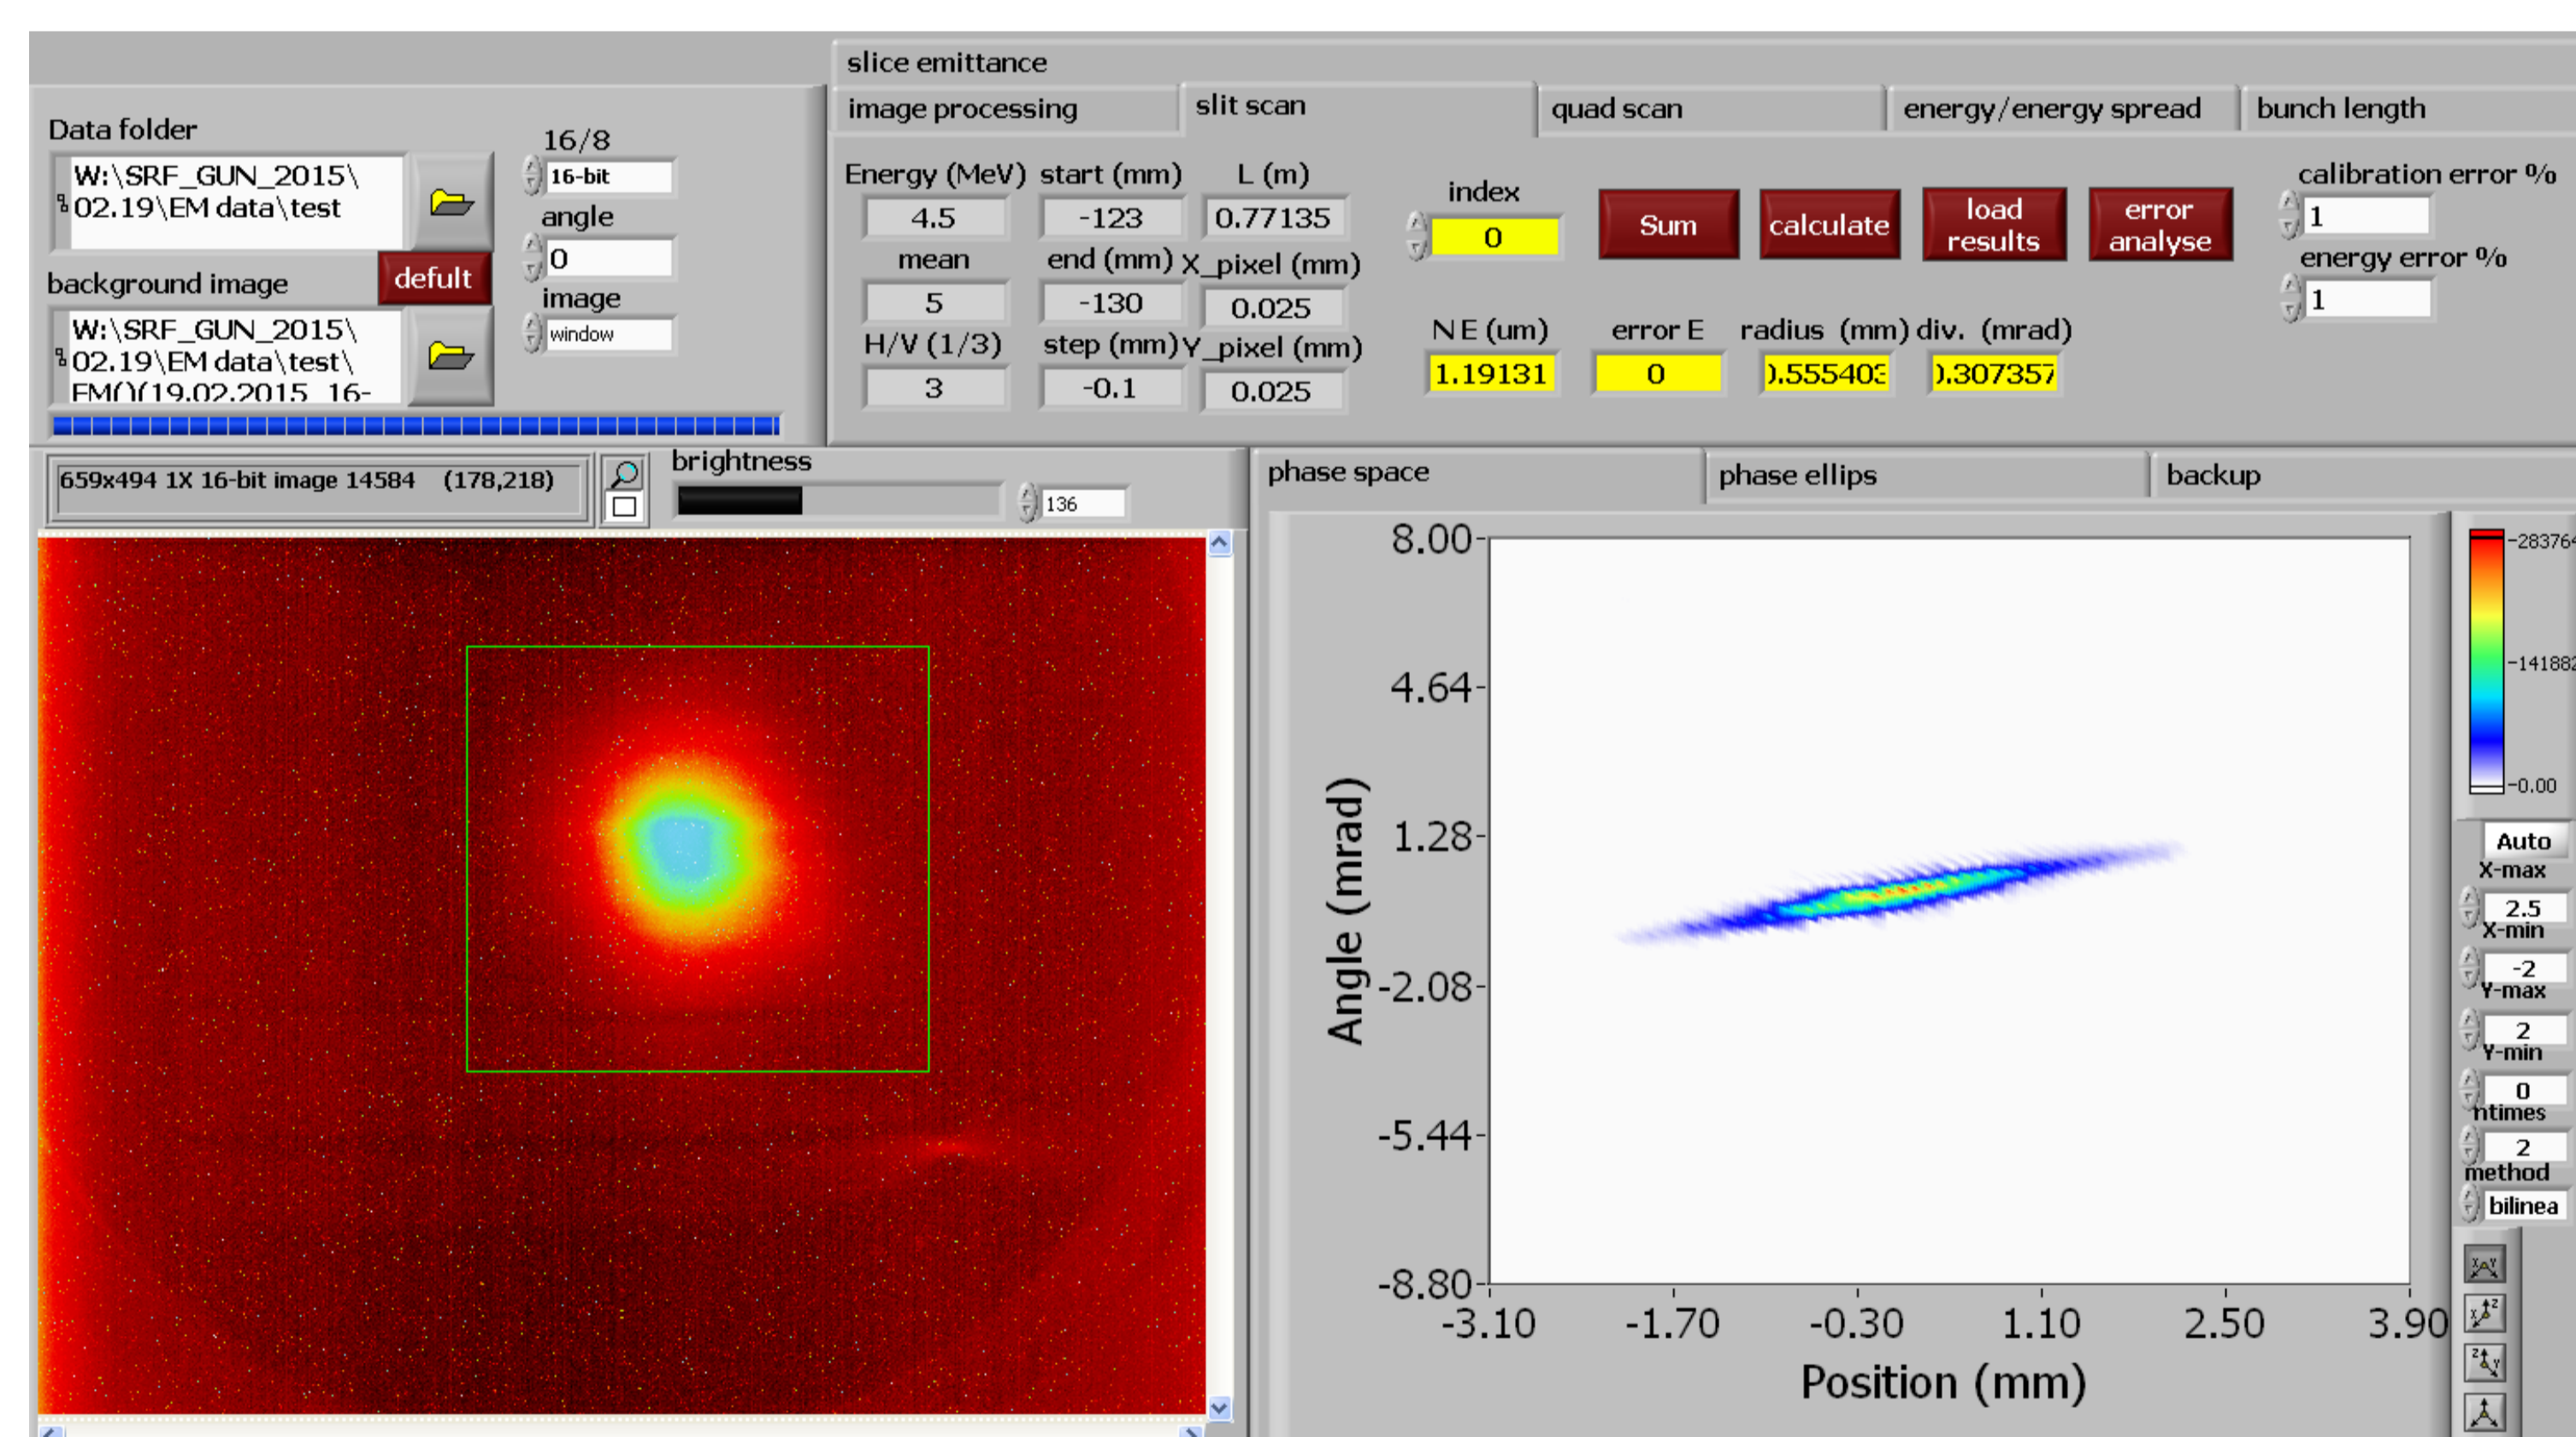 Data folder
W:\SRF_GUN_2015\
02.19\EM data\test
background image
defult
W:\SRF_GUN_2015\
02.19\EM data\test\
16/8
16-bit
angle
0
image
window
slice emittance
image processing
slit scan
quad scan
energy/energy spread
bunch length
Energy (MeV)
4.5
mean
5
H/V (1/3)
3
start (mm)
-123
end (mm)
-130
step (mm)
-0.1
L (m)
0.77135
X_pixel (mm)
0.025
Y_pixel (mm)
0.025
index
0
Sum
calculate
load
results
error
analyse
calibration error %
1
energy error %
1
N E (um)
1.19131
error E
0
radius (mm)
.555403
div. (mrad)
.307357
659x494 1X 16-bit image 14584 (178,218)
brightness
136
phase space
phase ellips
backup
8.00
4.64
1.28
-2.08
-5.44
-8.80
Angle (mrad)
-3.10
-1.70
-0.30
1.10
2.50
3.90
Position (mm)
-283764
-141882
-0.00
Auto
X-max
2.5
X-min
-2
Y-max
2
Y-min
0
ntimes
2
method
bilinea